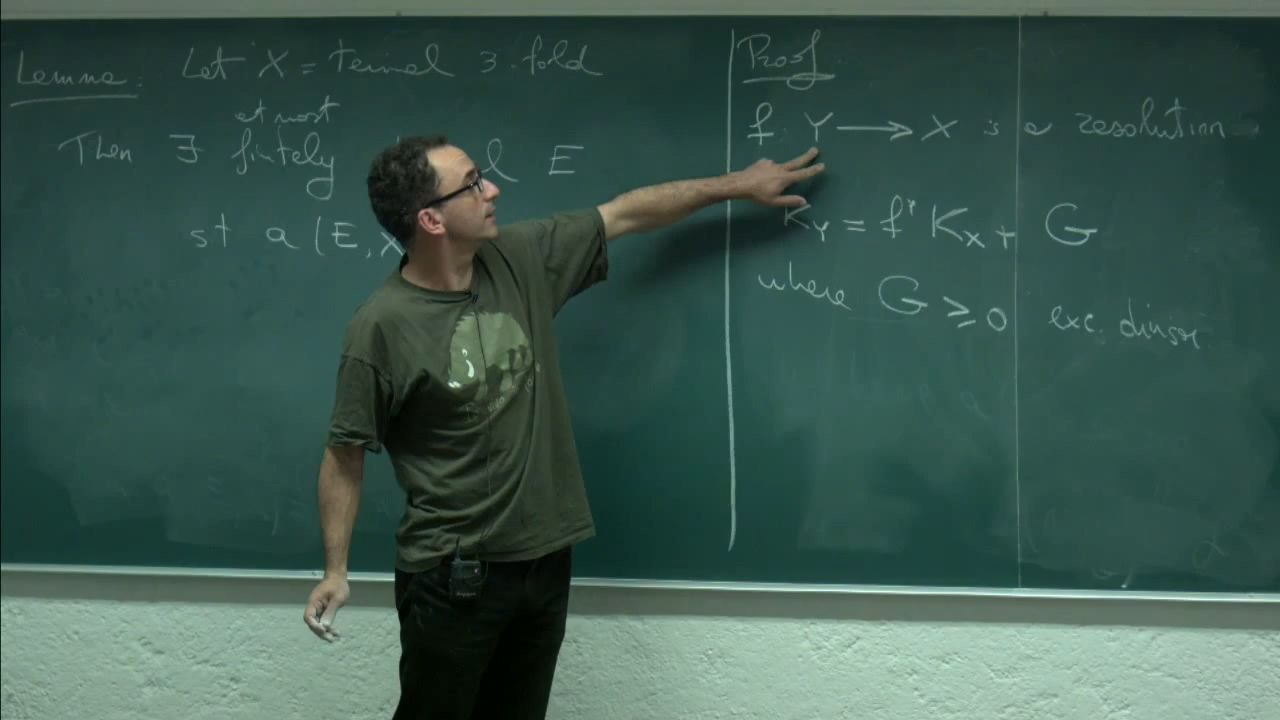 Lemma: Let X = terminal 3-fold
at most
Then ∃ finitely E
st a(E,X
Proof
f: Y → X is a resolution
K_Y = f* K_X + G
where G ≥ 0 exc. divisor